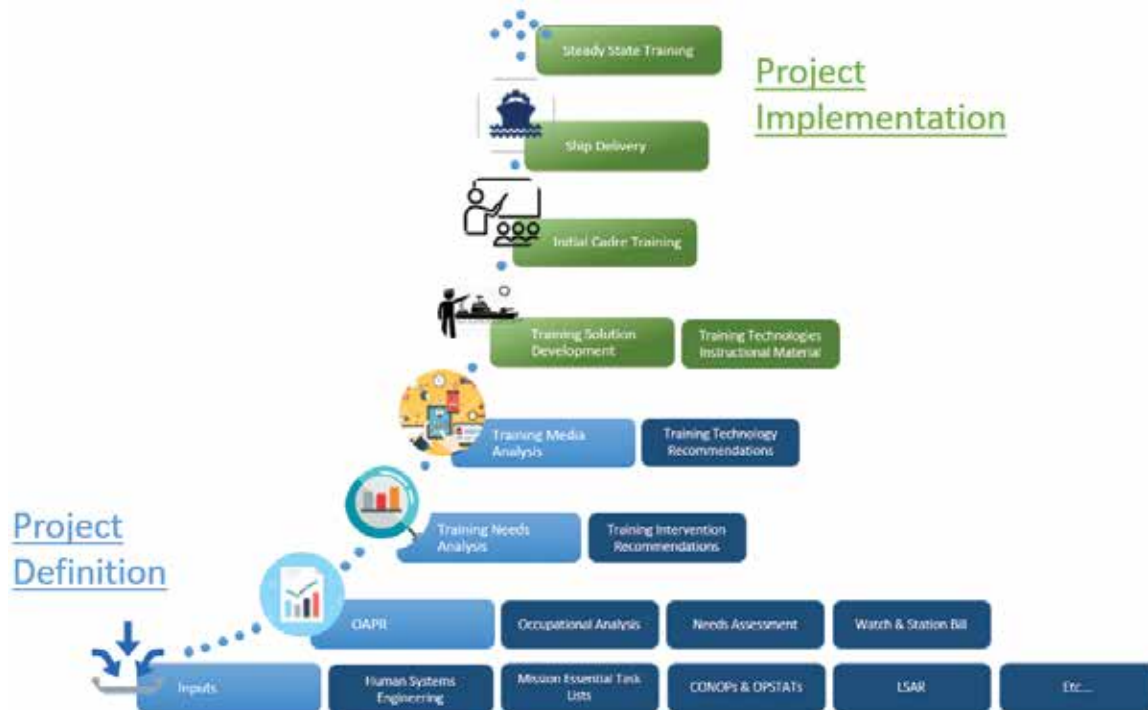 Steady State Training
Project
Implementation
Ship Delivery
Initial Cadre Training
Training Solution
Development
Training Technologies
Instructional Material
Training Media
Analysis
Training Technology
Recommendations
Project
Definition
Training Needs
Analysis
Training Intervention
Recommendations
OAPR
Occupational Analysis
Needs Assessment
Watch & Station Bill
Inputs
Human Systems
Engineering
Mission Essential Task
Lists
CONOPs & OPSTATs
LSAR
Etc...